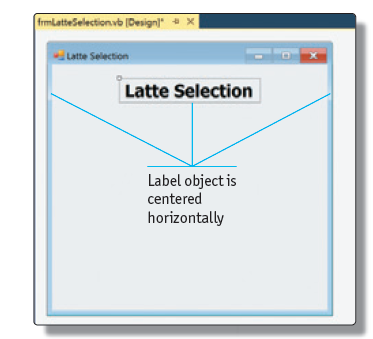 frmLatteSelection.vb [Design]*
Latte Selection
Latte Selection
Label object is
centered
horizontally